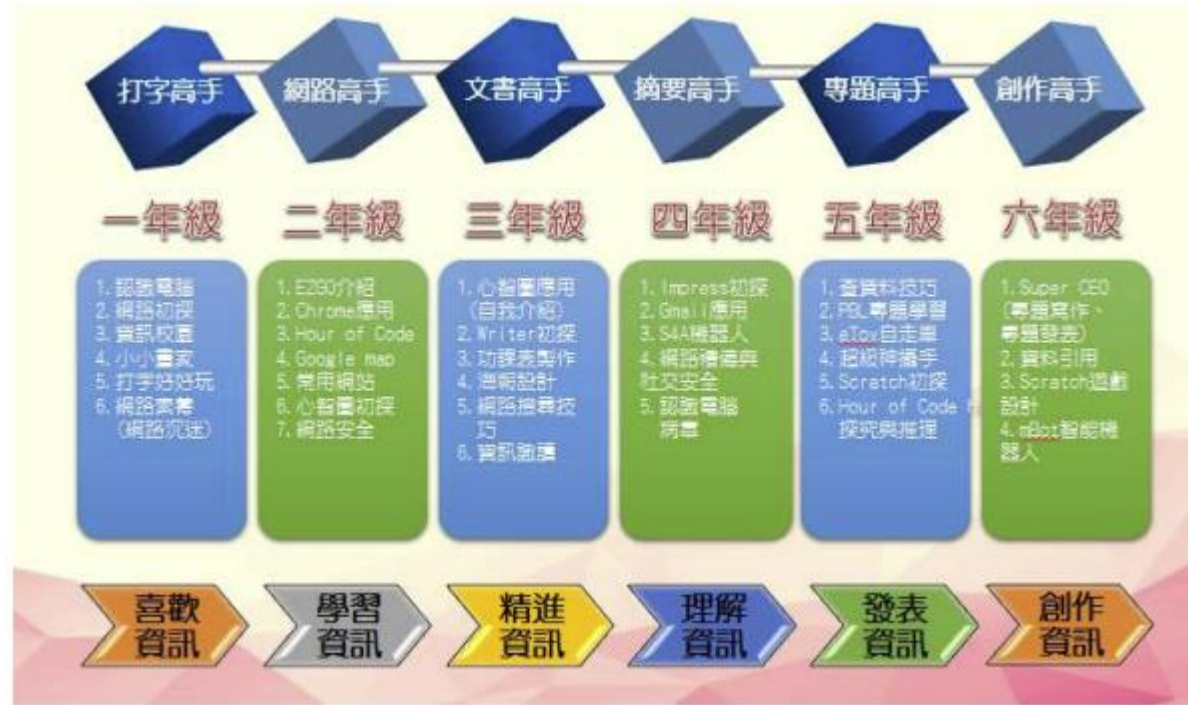 打字高手
網路高手
文書高手
摘要高手
專題高手
創作高手
一年級
二年級
三年級
四年級
五年級
六年級
1.認識電腦
2.網路初探
3.資訊校園
4.小小畫家
5.打字好好玩
6.網路素養
(網路沉迷)
1.EZGO介紹
2.Chrome應用
3.Hour of Code
4.Google map
5.常用網站
6.心智圖初探
7.網路安全
1.心智圖應用
(自我介紹)
2.Writer初探
3.功課表製作
4.海報設計
5.網路搜尋技
巧
6.資訊融讀
1.Impress初探
2.Gmail應用
3.S4A機器人
4.網路禮儀與
社交安全
5.認識電腦
病毒
1.查資料技巧
2.PBL專題學習
3.eToy自走車
4.超級神攝手
5.Scratch初探
6.Hour of Code
探究與推理
1.Super CEO
(專題寫作、
專題發表)
2.資料引用
3.Scratch遊戲
設計
4.mBot智能機
器人
喜歡
資訊
學習
資訊
精進
資訊
理解
資訊
發表
資訊
創作
資訊